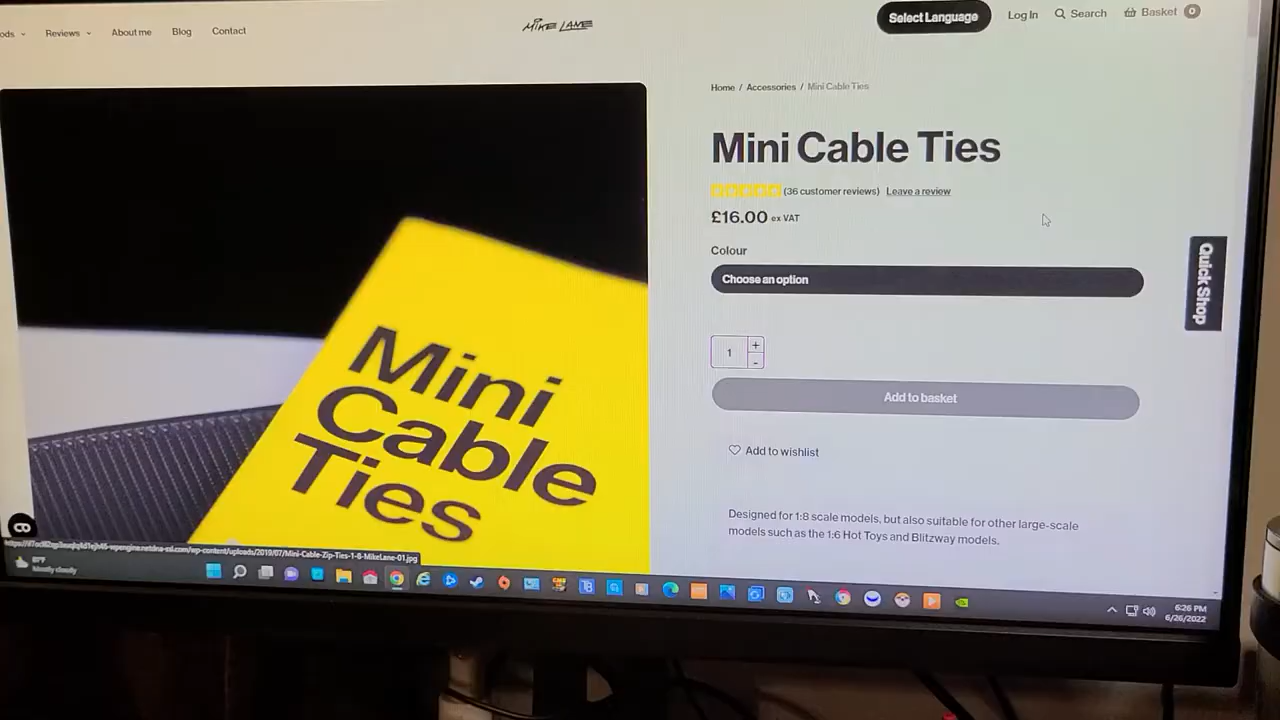 Reviews
About me
Blog
Contact
MIKE LANE
Select Language
Log In
Search
Basket 0
Home / Accessories / Mini Cable Ties
Mini Cable Ties
(36 customer reviews) Leave a review
£16.00 ex VAT
Colour
Choose an option
Quick Shop
1
+
-
Add to basket
Add to wishlist
Designed for 1:8 scale models, but also suitable for other large-scale
models such as the 1:6 Hot Toys and Blitzway models.
Mini
Cable
Ties
Mostly cloudy
6:26 PM
6/26/2022